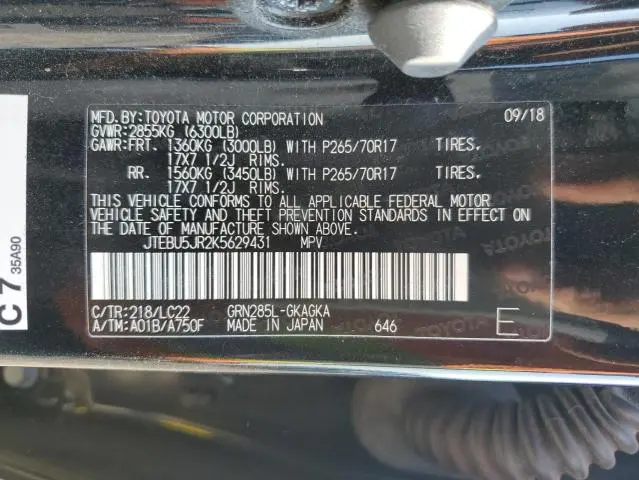 MFD.BY:TOYOTA MOTOR CORPORATION 09/18
GVWR:2855KG (6300LB)
GAWR:FRT. 1360KG (3000LB) WITH P265/70R17 TIRES.
17X7 1/2J RIMS.
RR. 1560KG (3450LB) WITH P265/70R17 TIRES.
17X7 1/2J RIMS.
THIS VEHICLE CONFORMS TO ALL APPLICABLE FEDERAL MOTOR
VEHICLE SAFETY AND THEFT PREVENTION STANDARDS IN EFFECT ON
THE DATE OF MANUFACTURE SHOWN ABOVE.
JTEBU5JR2K5629431 MPV
C/TR:218/LC22 GRN285L-GKAGKA
A/TM:A01B/A750F MADE IN JAPAN 646 E
C7 35A90